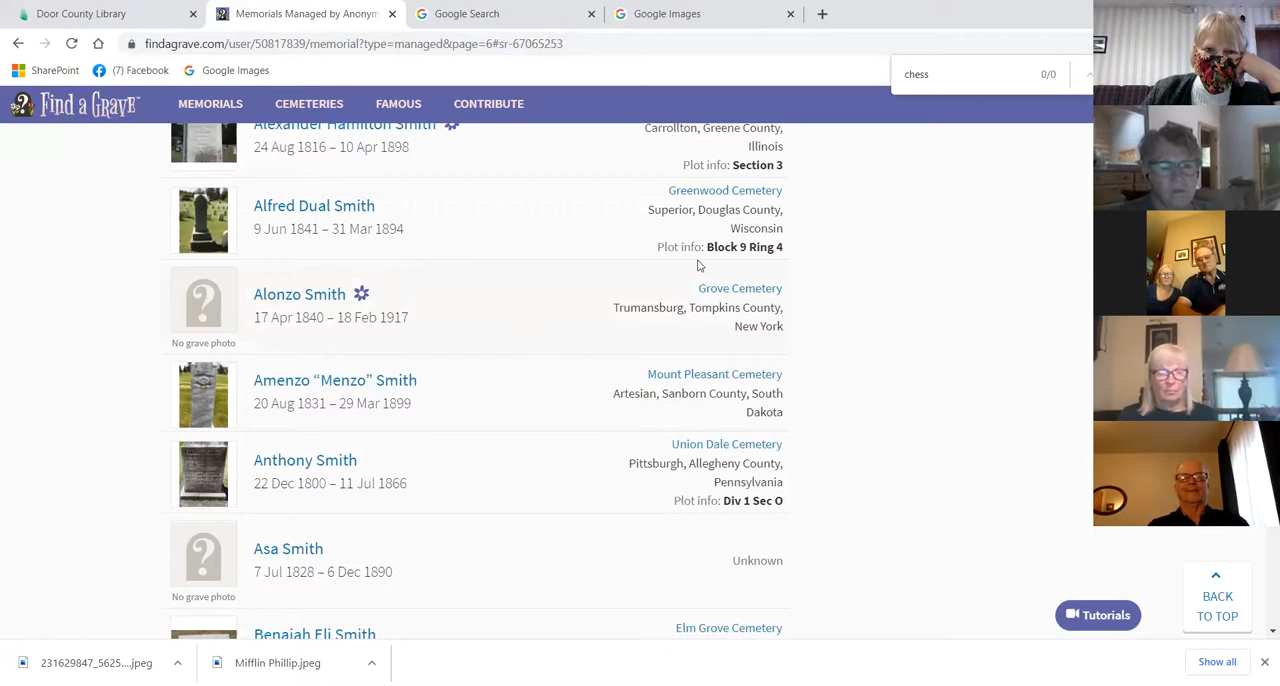 Door County Library
Memorials Managed by Anonym
Google Search
Google Images
findagrave.com/user/50817839/memorial?type=managed&page=6#sr-67065253
SharePoint
(7) Facebook
Google Images
chess 0/0
Find a Grave™
MEMORIALS
CEMETERIES
FAMOUS
CONTRIBUTE
Alexander Hamilton Smith
24 Aug 1816 – 10 Apr 1898
Carrollton, Greene County,
Illinois
Plot info: Section 3
Alfred Dual Smith
9 Jun 1841 – 31 Mar 1894
Greenwood Cemetery
Superior, Douglas County,
Wisconsin
Plot info: Block 9 Ring 4
No grave photo
Alonzo Smith
17 Apr 1840 – 18 Feb 1917
Grove Cemetery
Trumansburg, Tompkins County,
New York
Amenzo “Menzo” Smith
20 Aug 1831 – 29 Mar 1899
Mount Pleasant Cemetery
Artesian, Sanborn County, South
Dakota
Anthony Smith
22 Dec 1800 – 11 Jul 1866
Union Dale Cemetery
Pittsburgh, Allegheny County,
Pennsylvania
Plot info: Div 1 Sec O
No grave photo
Asa Smith
7 Jul 1828 – 6 Dec 1890
Unknown
Benajah Eli Smith
Elm Grove Cemetery
BACK
TO TOP
Tutorials
231629847_5625....jpeg
Mifflin Phillip.jpeg
Show all